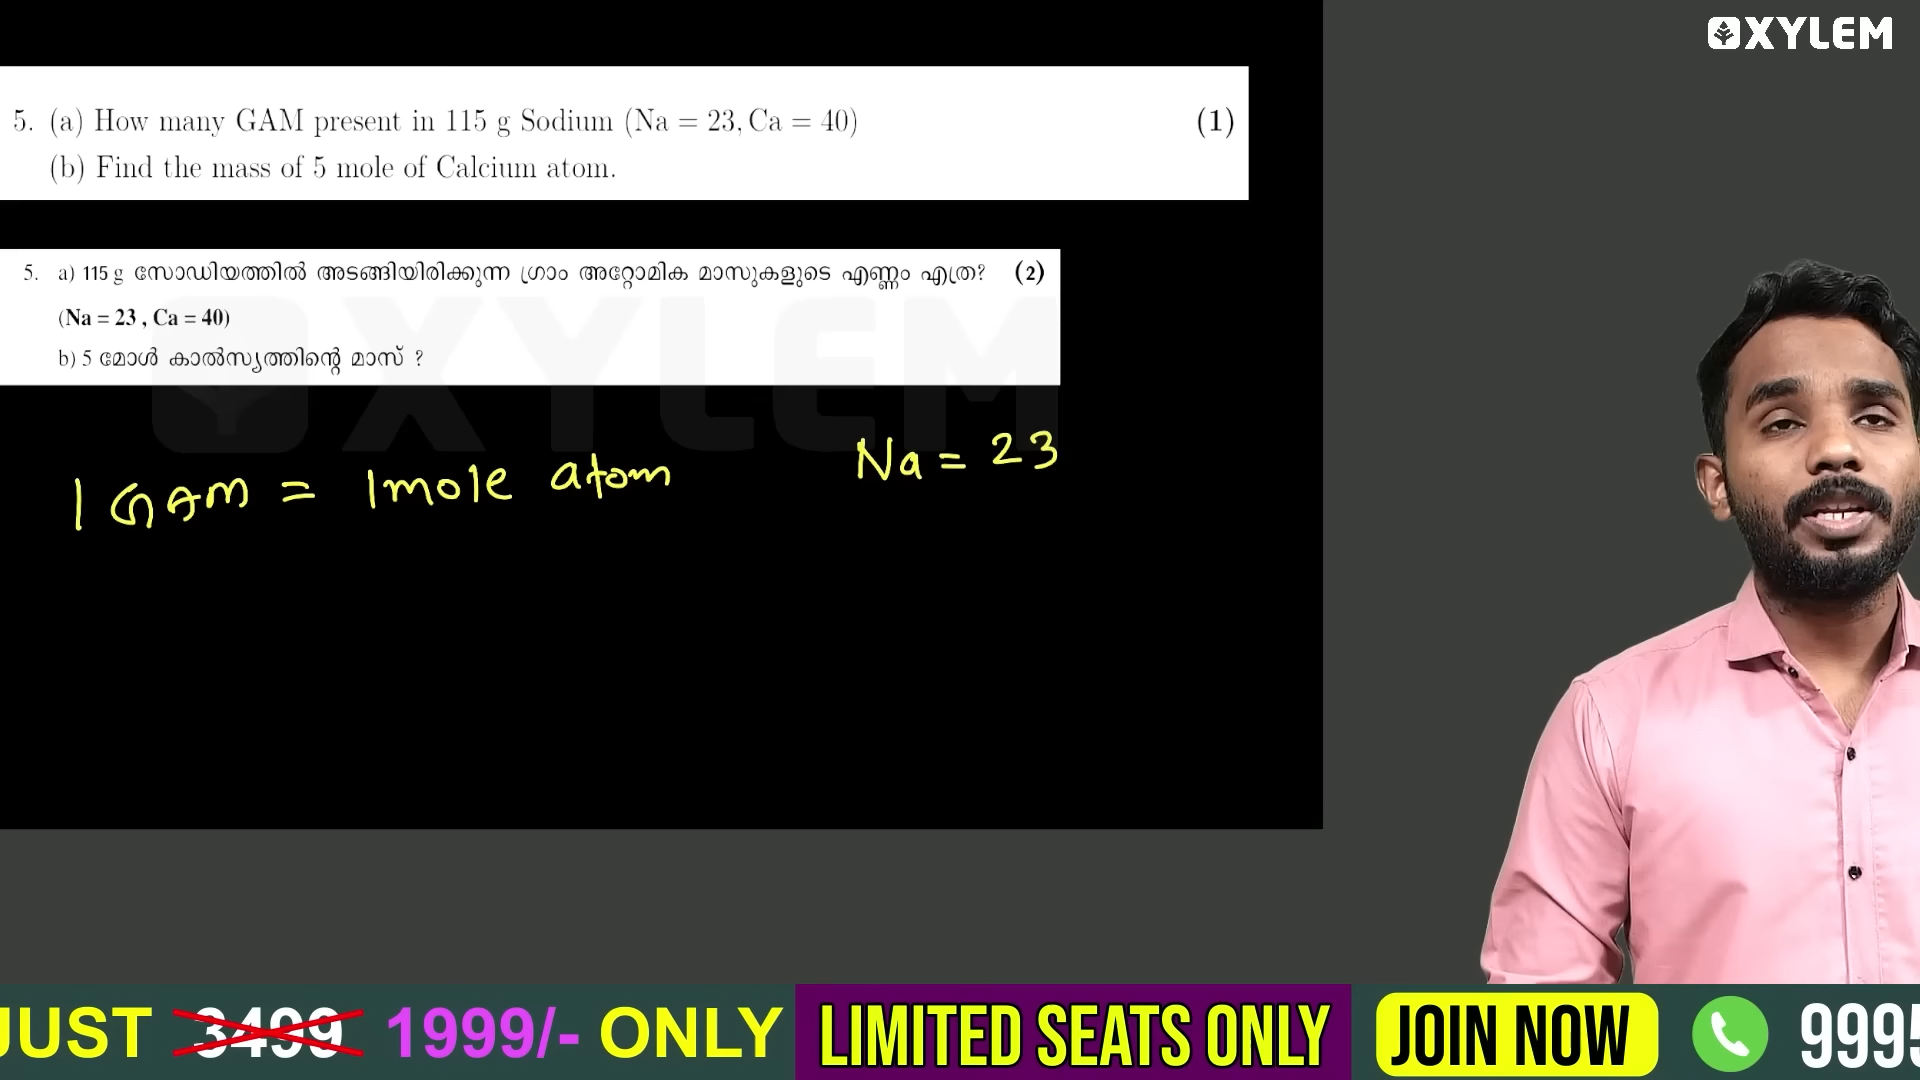 XYLEM
5. (a) How many GAM present in 115 g Sodium (Na = 23, Ca = 40) (1)
(b) Find the mass of 5 mole of Calcium atom.
5. a) 115 g സോഡിയത്തിൽ അടങ്ങിയിരിക്കുന്ന ഗ്രാം അറ്റോമിക മാസുകളുടെ എണ്ണം എത്ര? (2)
(Na = 23 , Ca = 40)
b) 5 മോൾ കാൽസ്യത്തിന്റെ മാസ് ?
XYLEM
1 GAM = 1mole atom
Na = 23
JUST 3499 1999/- ONLY LIMITED SEATS ONLY JOIN NOW 9995